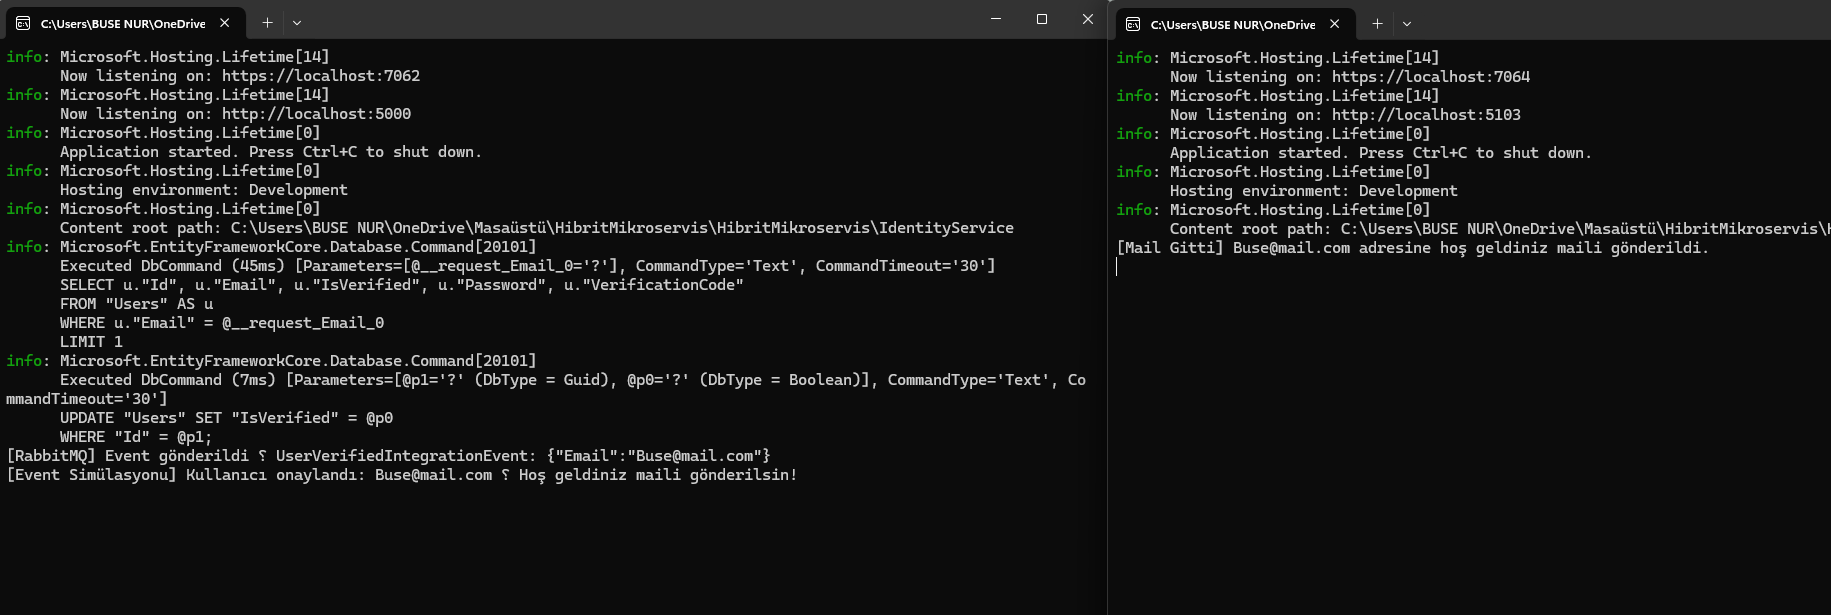 C:\Users\BUSE NUR\OneDrive
info: Microsoft.Hosting.Lifetime[14]
      Now listening on: https://localhost:7062
info: Microsoft.Hosting.Lifetime[14]
      Now listening on: http://localhost:5000
info: Microsoft.Hosting.Lifetime[0]
      Application started. Press Ctrl+C to shut down.
info: Microsoft.Hosting.Lifetime[0]
      Hosting environment: Development
info: Microsoft.Hosting.Lifetime[0]
      Content root path: C:\Users\BUSE NUR\OneDrive\Masaüstü\HibritMikroservis\HibritMikroservis\IdentityService
info: Microsoft.EntityFrameworkCore.Database.Command[20101]
      Executed DbCommand (45ms) [Parameters=[@__request_Email_0='?'], CommandType='Text', CommandTimeout='30']
      SELECT u."Id", u."Email", u."IsVerified", u."Password", u."VerificationCode"
      FROM "Users" AS u
      WHERE u."Email" = @__request_Email_0
      LIMIT 1
info: Microsoft.EntityFrameworkCore.Database.Command[20101]
      Executed DbCommand (7ms) [Parameters=[@p1='?' (DbType = Guid), @p0='?' (DbType = Boolean)], CommandType='Text', Co
mmandTimeout='30']
      UPDATE "Users" SET "IsVerified" = @p0
      WHERE "Id" = @p1;
[RabbitMQ] Event gönderildi ⸮ UserVerifiedIntegrationEvent: {"Email":"Buse@mail.com"}
[Event Simülasyonu] Kullanıcı onaylandı: Buse@mail.com ⸮ Hoş geldiniz maili gönderilsin!
C:\Users\BUSE NUR\OneDrive
info: Microsoft.Hosting.Lifetime[14]
      Now listening on: https://localhost:7064
info: Microsoft.Hosting.Lifetime[14]
      Now listening on: http://localhost:5103
info: Microsoft.Hosting.Lifetime[0]
      Application started. Press Ctrl+C to shut down.
info: Microsoft.Hosting.Lifetime[0]
      Hosting environment: Development
info: Microsoft.Hosting.Lifetime[0]
      Content root path: C:\Users\BUSE NUR\OneDrive\Masaüstü\HibritMikroservis\
[Mail Gitti] Buse@mail.com adresine hoş geldiniz maili gönderildi.